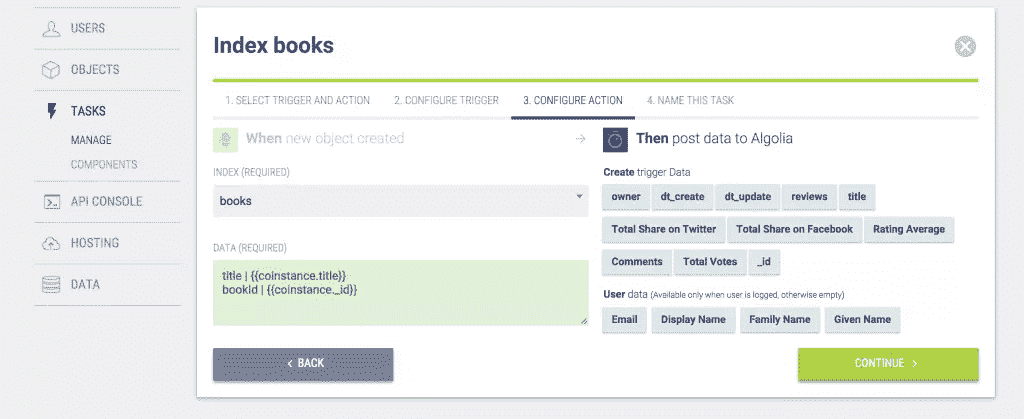 USERS
OBJECTS
TASKS
MANAGE
COMPONENTS
API CONSOLE
HOSTING
DATA
Index books
1. SELECT TRIGGER AND ACTION 2. CONFIGURE TRIGGER 3. CONFIGURE ACTION 4. NAME THIS TASK
When new object created
INDEX (REQUIRED)
books
DATA (REQUIRED)
title | {{coinstance.title}}
bookid | {{coinstance._id}}
Then post data to Algolia
Create trigger Data
owner dt_create dt_update reviews title
Total Share on Twitter Total Share on Facebook Rating Average
Comments Total Votes _id
User data (Available only when user is logged, otherwise empty)
Email Display Name Family Name Given Name
< BACK
CONTINUE >